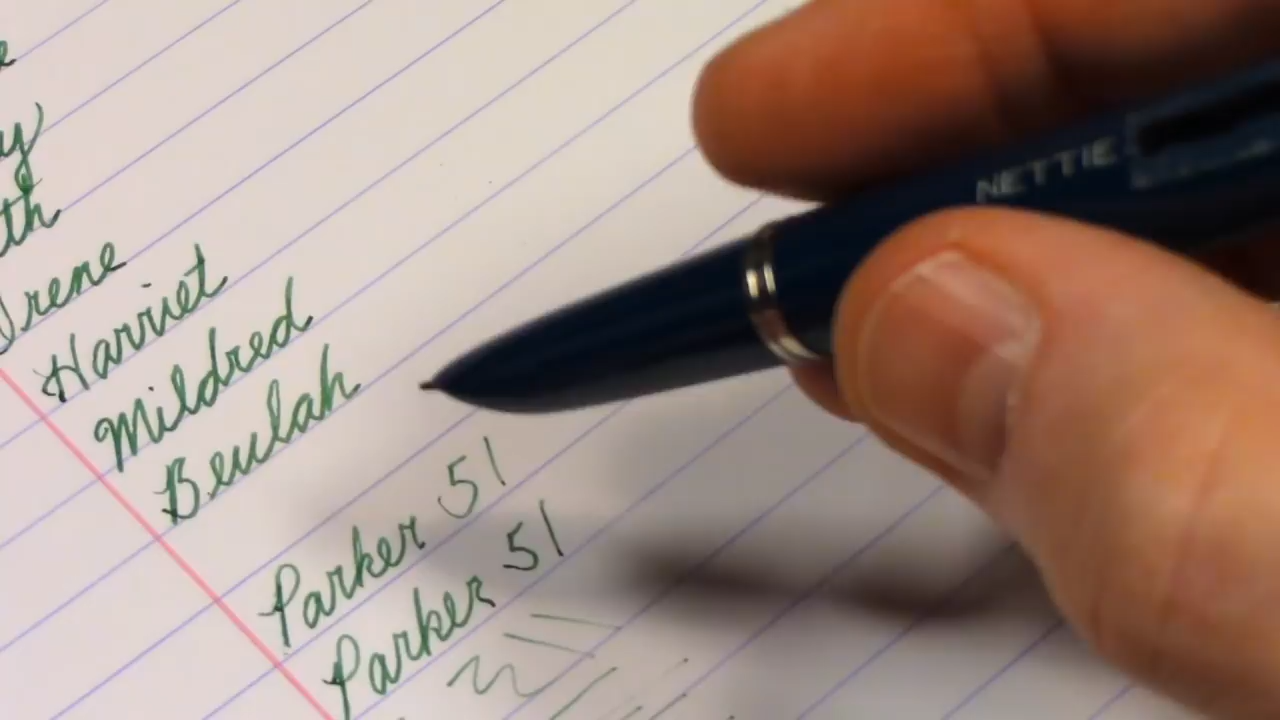 Irene
Harriet
Mildred
Beulah
Parker 51
Parker 51
NETTIE